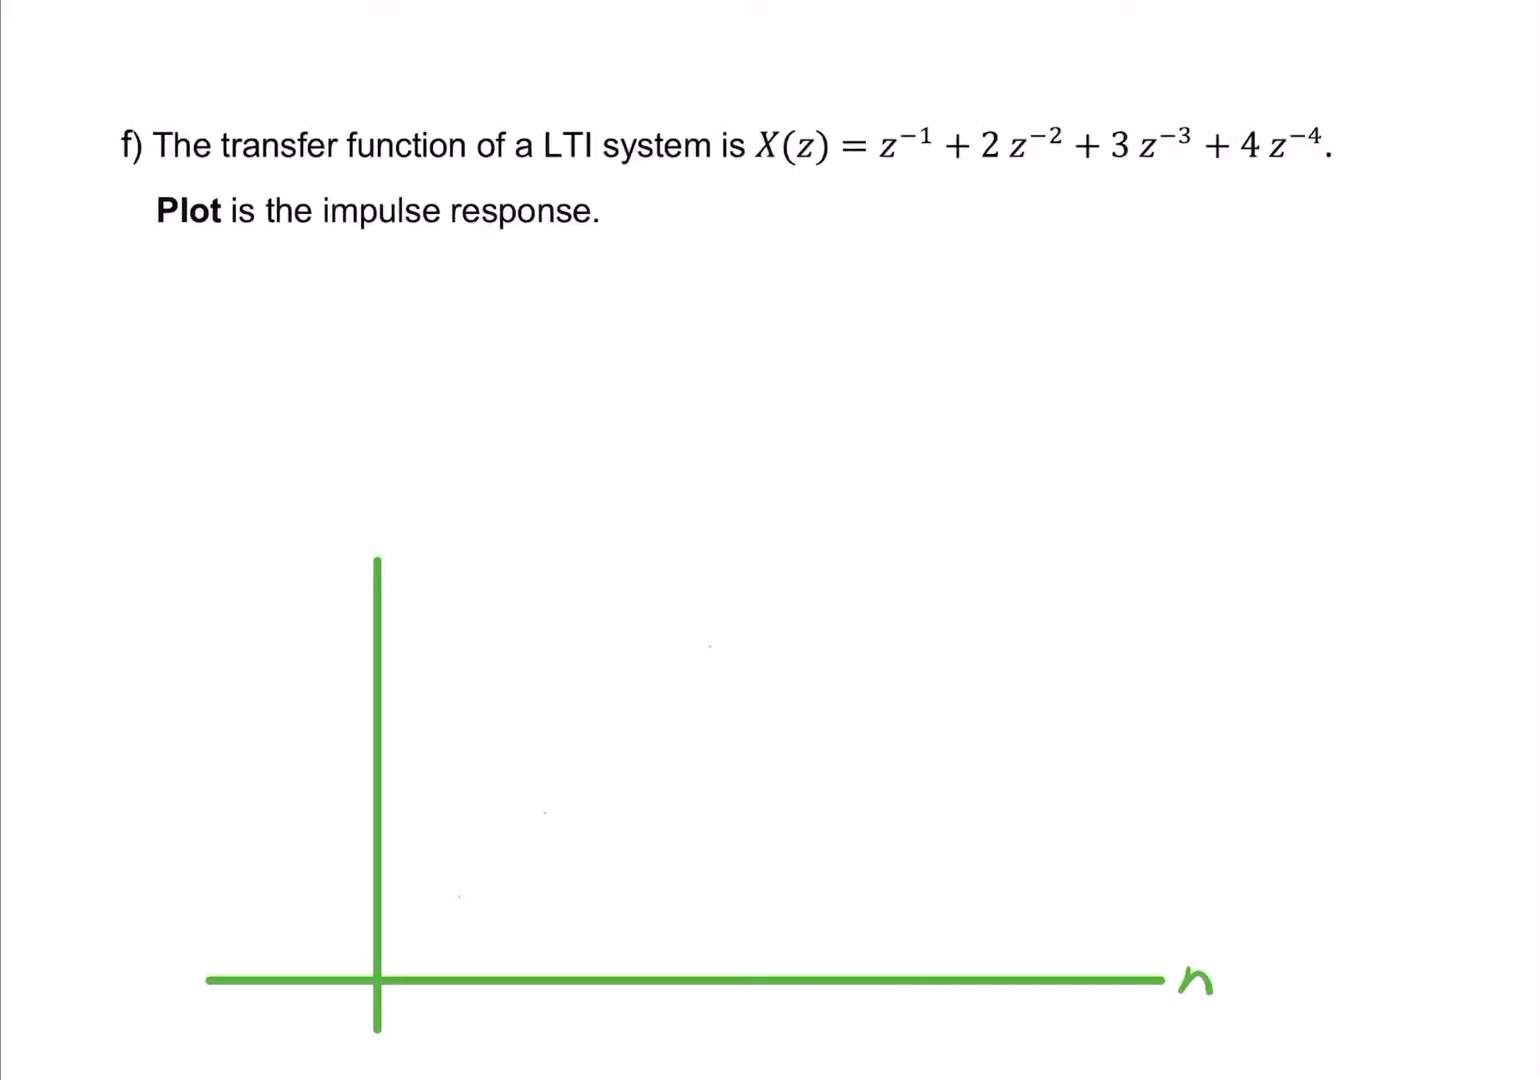 f) The transfer function of a LTI system is X(z) = z⁻¹ + 2 z⁻² + 3 z⁻³ + 4 z⁻⁴.
Plot is the impulse response.
n